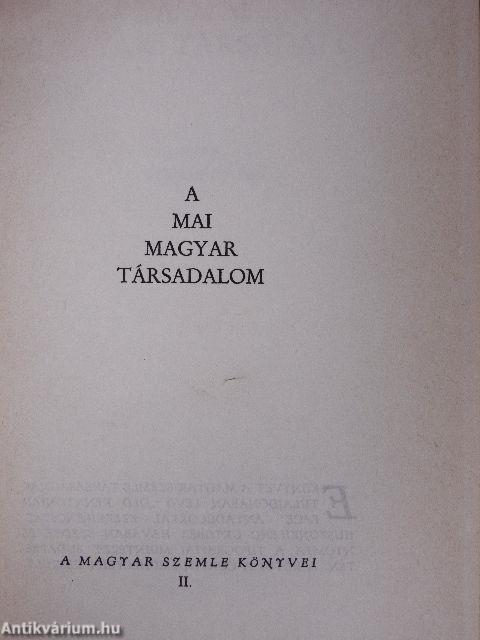 A
MAI
MAGYAR
TÁRSADALOM
A MAGYAR SZEMLE KÖNYVEI
II.
Antikvárium.hu